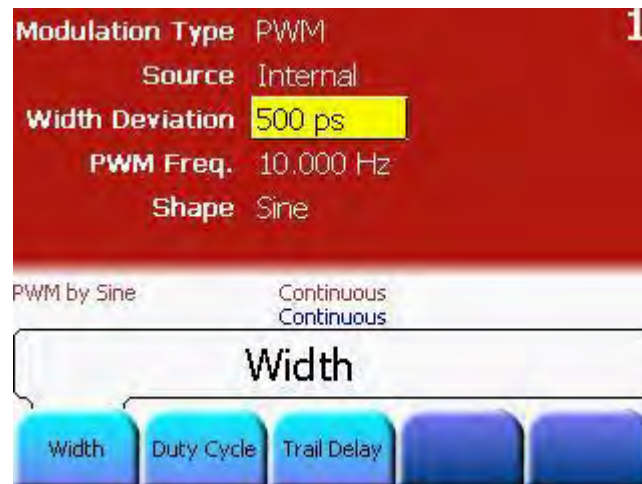 Modulation Type PWM 1
Source Internal
Width Deviation 500 ps
PWM Freq. 10.000 Hz
Shape Sine
PWM by Sine Continuous
Continuous
Width
Width Duty Cycle Trail Delay